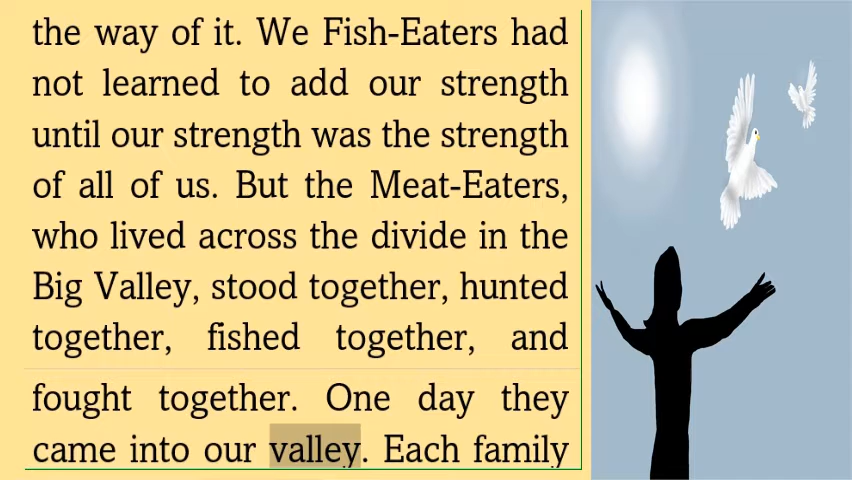 the way of it. We Fish-Eaters had
not learned to add our strength
until our strength was the strength
of all of us. But the Meat-Eaters,
who lived across the divide in the
Big Valley, stood together, hunted
together, fished together, and
fought together. One day they
came into our valley. Each family